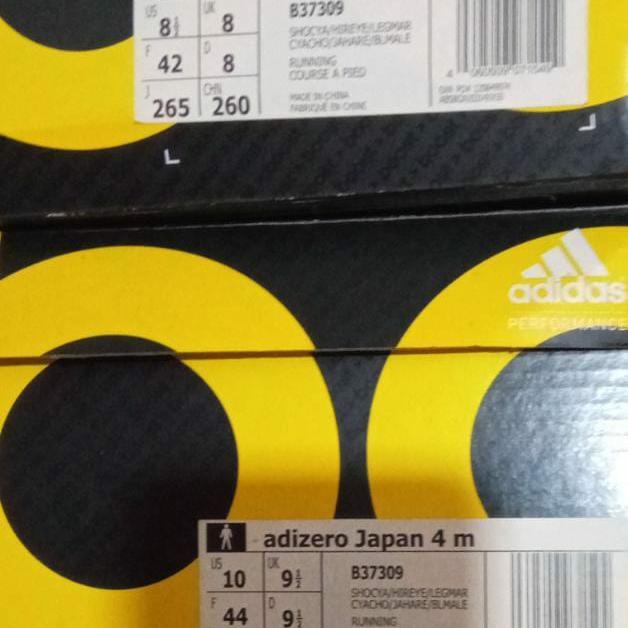 US 8½ UK 8
B37309
SHOCYA/HIREYE/LEGMAR
CYACHO/JAHARE/BLMALE
F 42 D 8
RUNNING
COURSE A PIED
J 265 CHN 260
MADE IN CHINA
FABRIQUÉ EN CHINE
adidas
PERFORMANCE
adizero Japan 4 m
US 10 UK 9½
B37309
SHOCYA/HIREYE/LEGMAR
CYACHO/JAHARE/BLMALE
F 44 D 9½
RUNNING